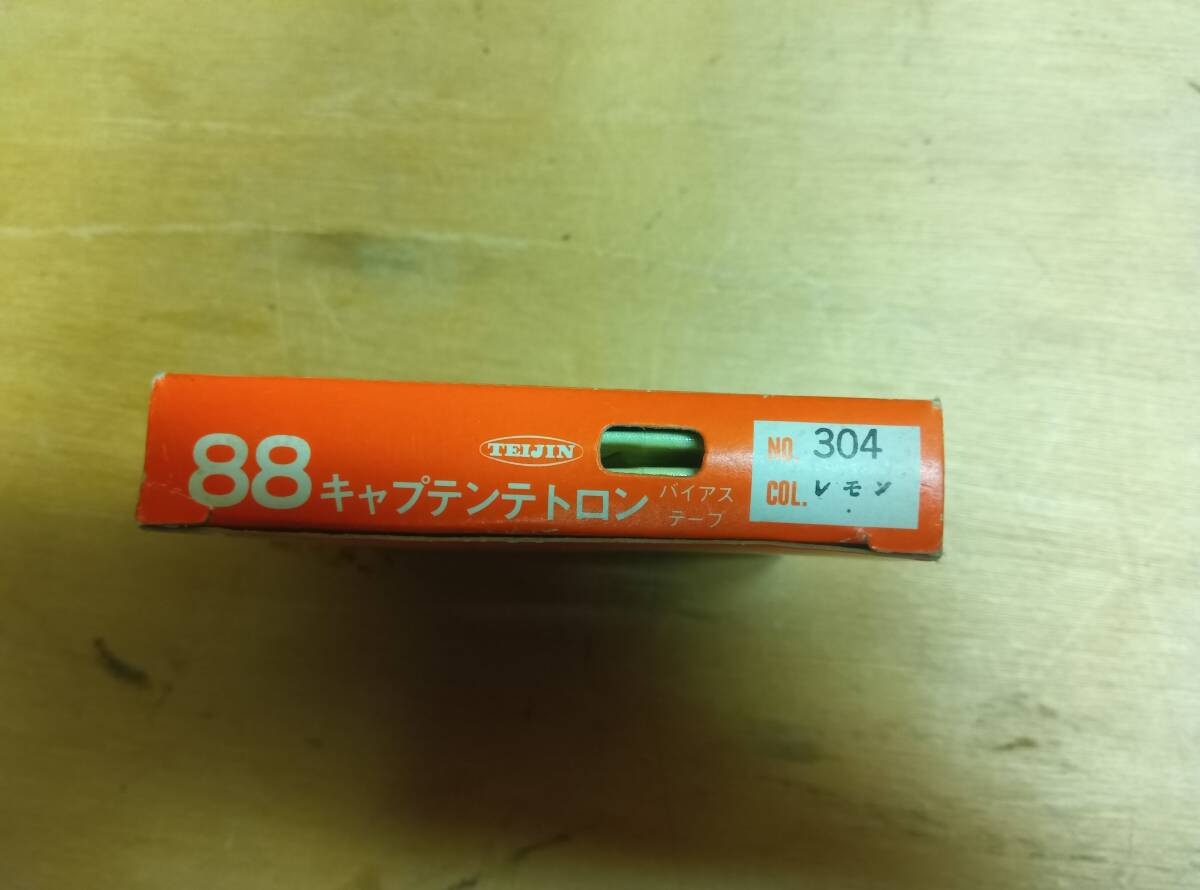 88 キャプテンテトロン
TEIJIN
バイアス
テープ
NO. 304
COL. レモン